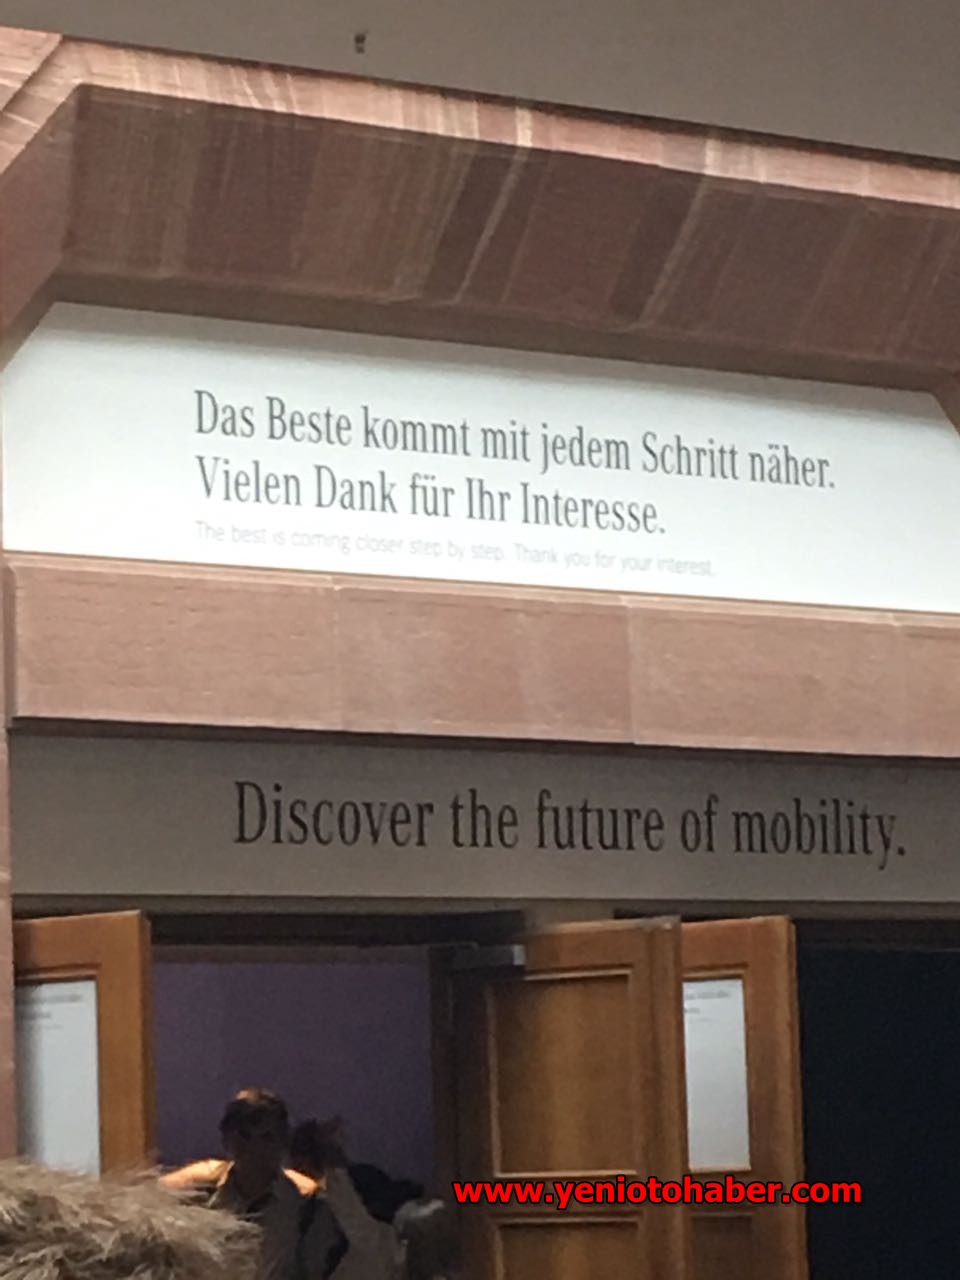 Das Beste kommt mit jedem Schritt näher.
Vielen Dank für Ihr Interesse.
The best is coming closer step by step. Thank you for your interest.
Discover the future of mobility.
www.yeniotohaber.com